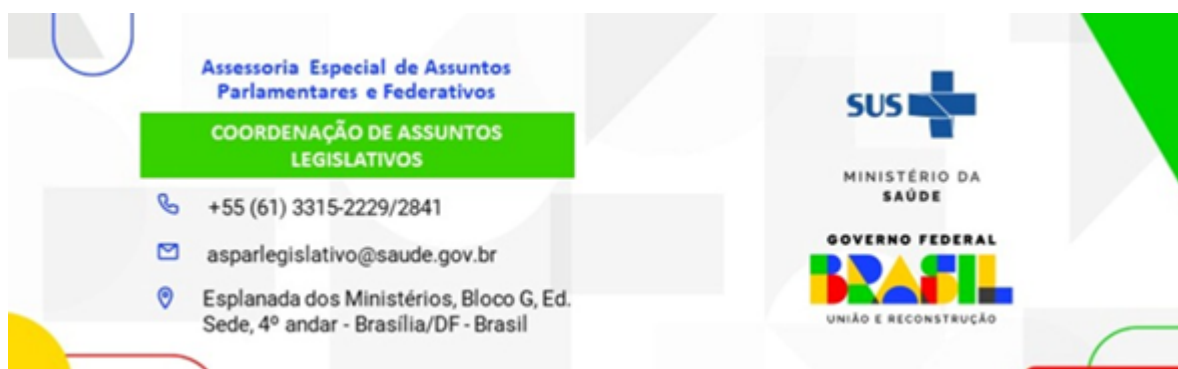 Assessoria Especial de Assuntos
Parlamentares e Federativos
COORDENAÇÃO DE ASSUNTOS
LEGISLATIVOS
+55 (61) 3315-2229/2841
asparlegislativo@saude.gov.br
Esplanada dos Ministérios, Bloco G, Ed.
Sede, 4º andar - Brasília/DF - Brasil
SUS
MINISTÉRIO DA
SAÚDE
GOVERNO FEDERAL
BRASIL
UNIÃO E RECONSTRUÇÃO